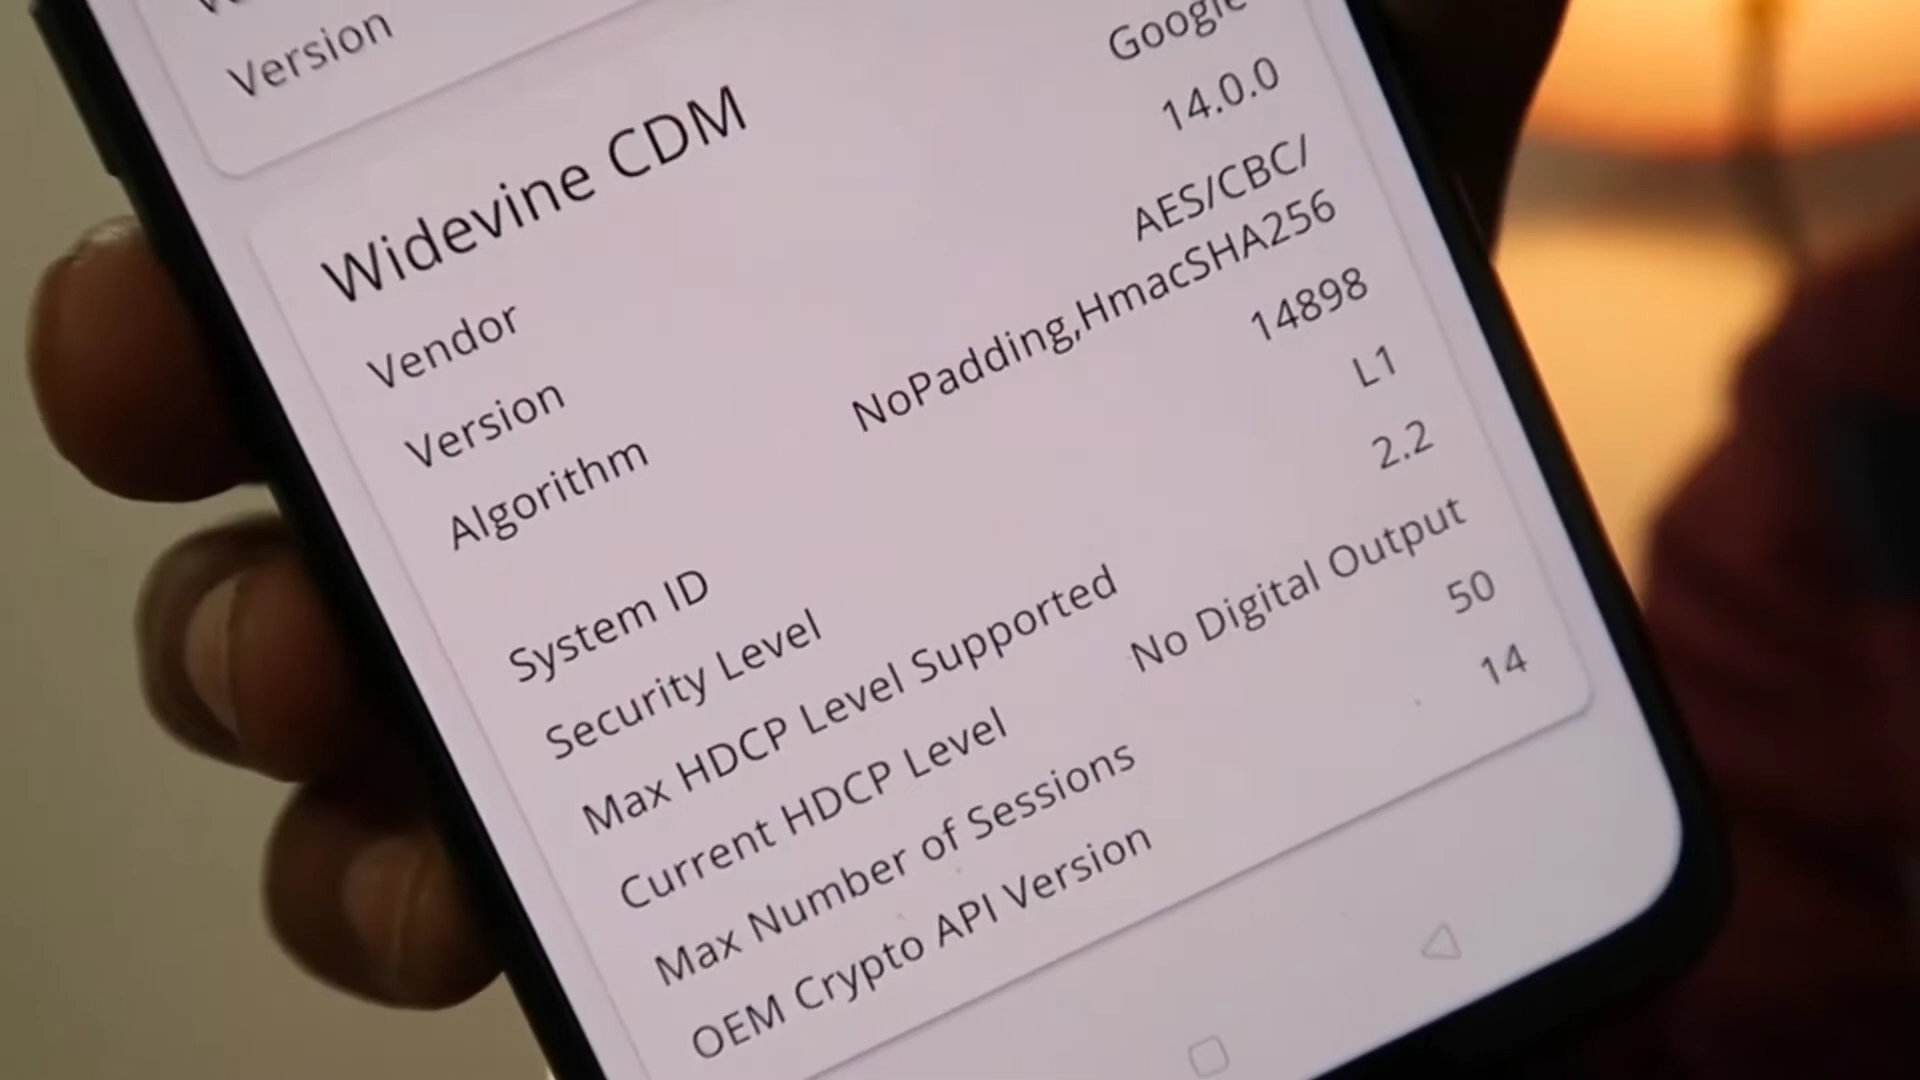 Version
Widevine CDM
Vendor Google
Version 14.0.0
Algorithm AES/CBC/
NoPadding,HmacSHA256
System ID 14898
Security Level L1
Max HDCP Level Supported 2.2
Current HDCP Level No Digital Output
Max Number of Sessions 50
OEM Crypto API Version 14